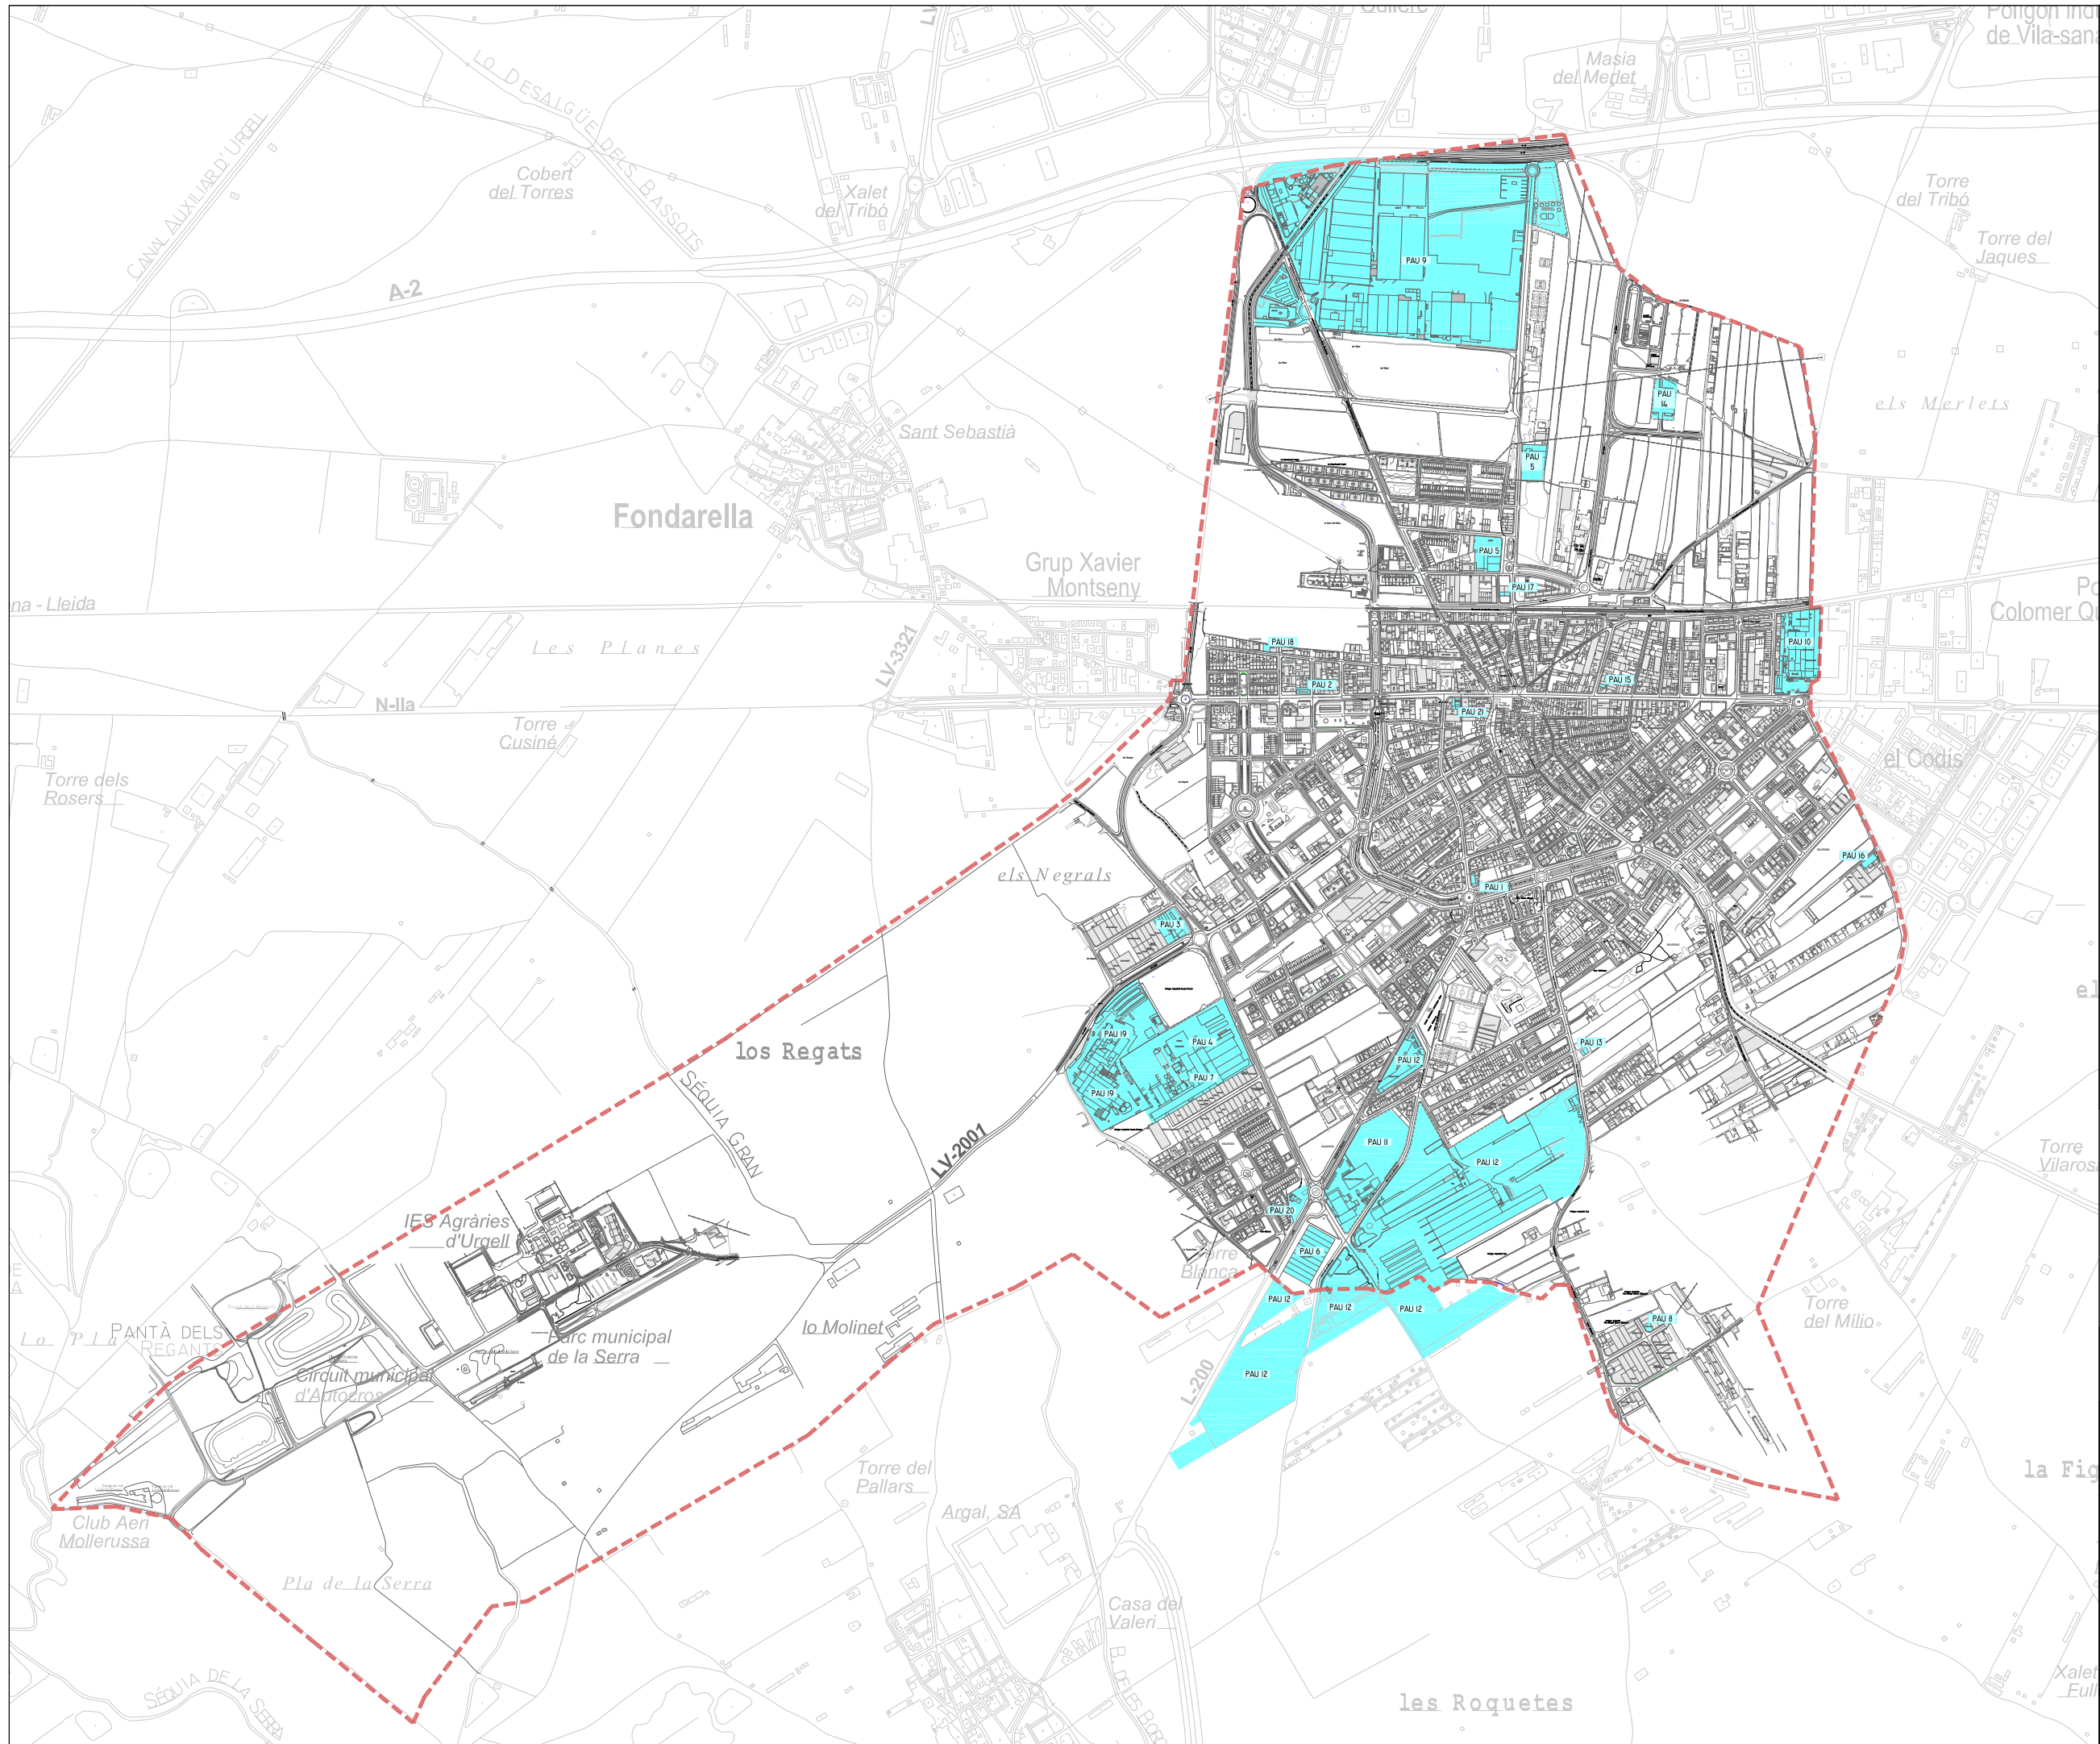 Polígon Ind
de Vila-sana
LV
LO DESALGÜE DELS BASSOTS
Masia
del Merlet
CANAL AUXILIAR D'URGELL
Cobert
del Torres
Xalet
del Tribó
Torre
del Tribó
Torre del
Jaques
A-2
PAU 9
PAU
14
els Merlets
Sant Sebastià
PAU
5
Fondarella
PAU 5
Grup Xavier
Montseny
PAU 17
na - Lleida
Colomer Qu
Les Planes
LV-3321
PAU 18
PAU 10
PAU 2
PAU 15
N-IIa
PAU 21
Torre
Cusiné
el Codís
Torre dels
Rosers
PAU 16
els Negrals
PAU 1
PAU 3
el
los Regats
PAU 19
PAU 4
PAU 13
PAU 12
PAU 7
PAU 19
SÉQUIA GRAN
LV-2001
PAU 11
PAU 12
Torre
Vilarosa
IES Agràries
d'Urgell
PAU 20
PAU 6
Torre
Blanca
PAU 12
PAU 12
PAU 12
Torre
del Milio
PAU 8
lo Molinet
Lo Pla
PANTÀ DELS
REGANTS
Parc municipal
de la Serra
Circuit municipal
d'Autocros
PAU 12
L-200
Torre del
Pallars
la Fig
Argal, SA
Club Aeri
Mollerussa
Pla de la Serra
Casa del
Valeri
SÉQUIA DE LA SERRA
les Roquetes
Xalet
Full